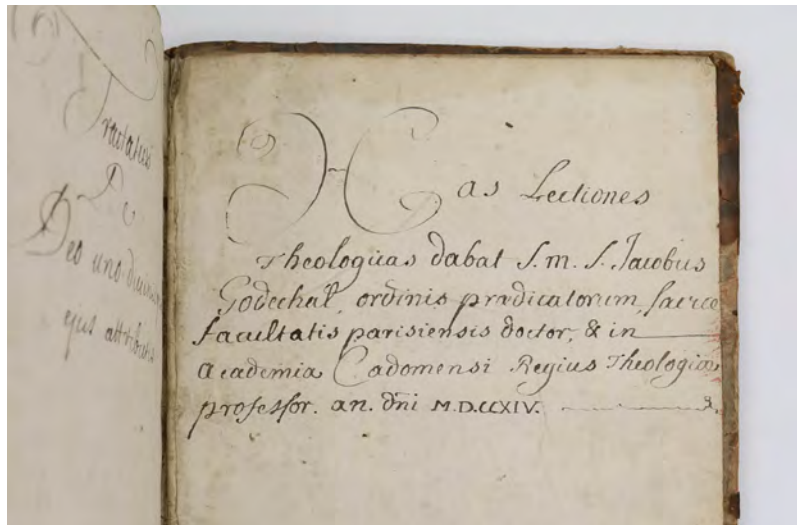 Tractatus
De
Deo uno
ejus attributis
Has Lectiones
Theologicas dabat S. m. S. Jacobus
Godechal, ordinis prædicatorum, sacræ
facultatis parisiensis doctor, & in
academia Cadomensi Regius Theologiæ
professor. an. dñi M.D.CCXIV.